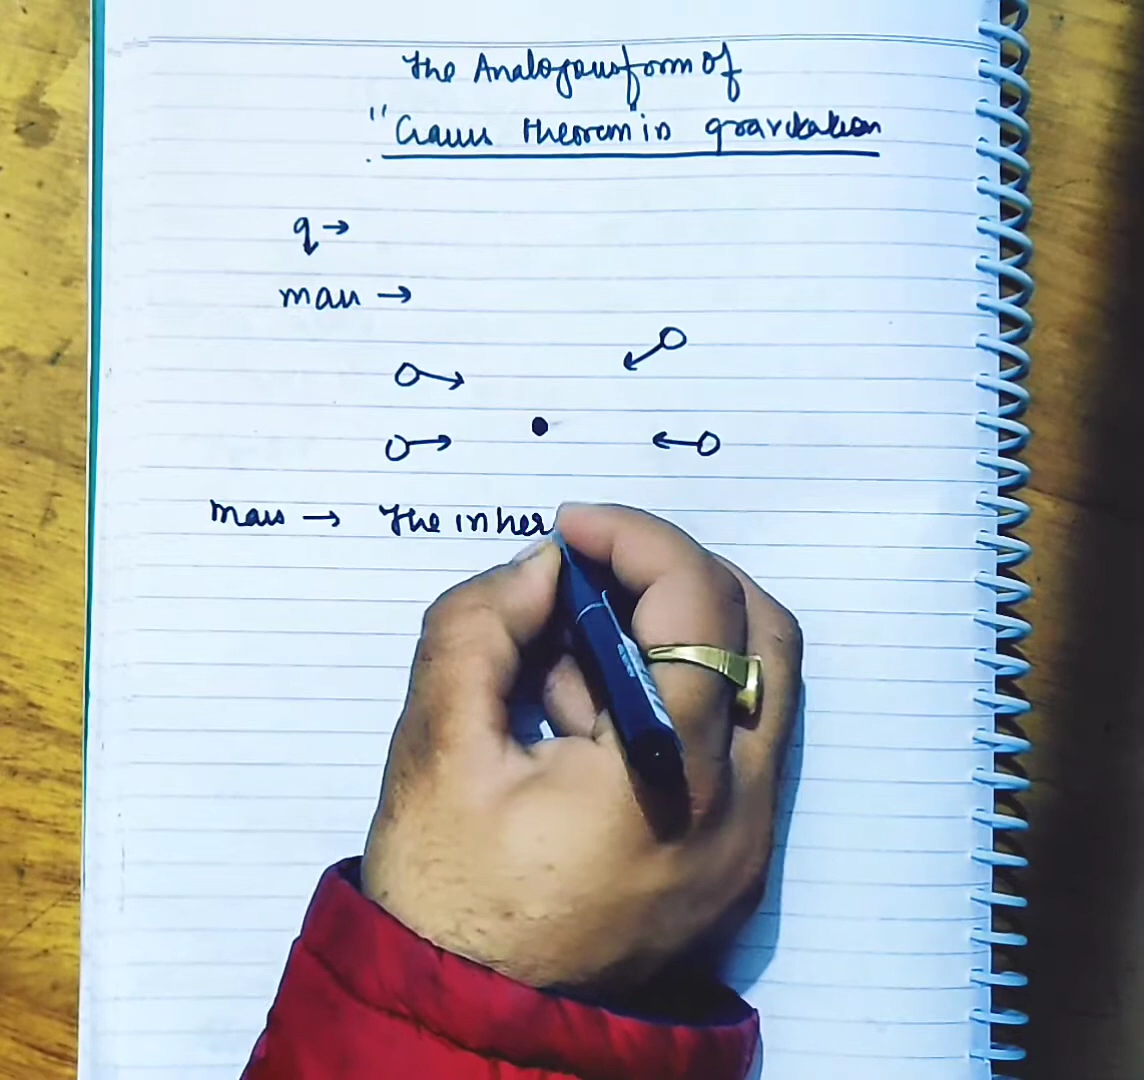 The Analogous form of
"Gauss theorem in gravitation
q →
mass →
mass → The inher